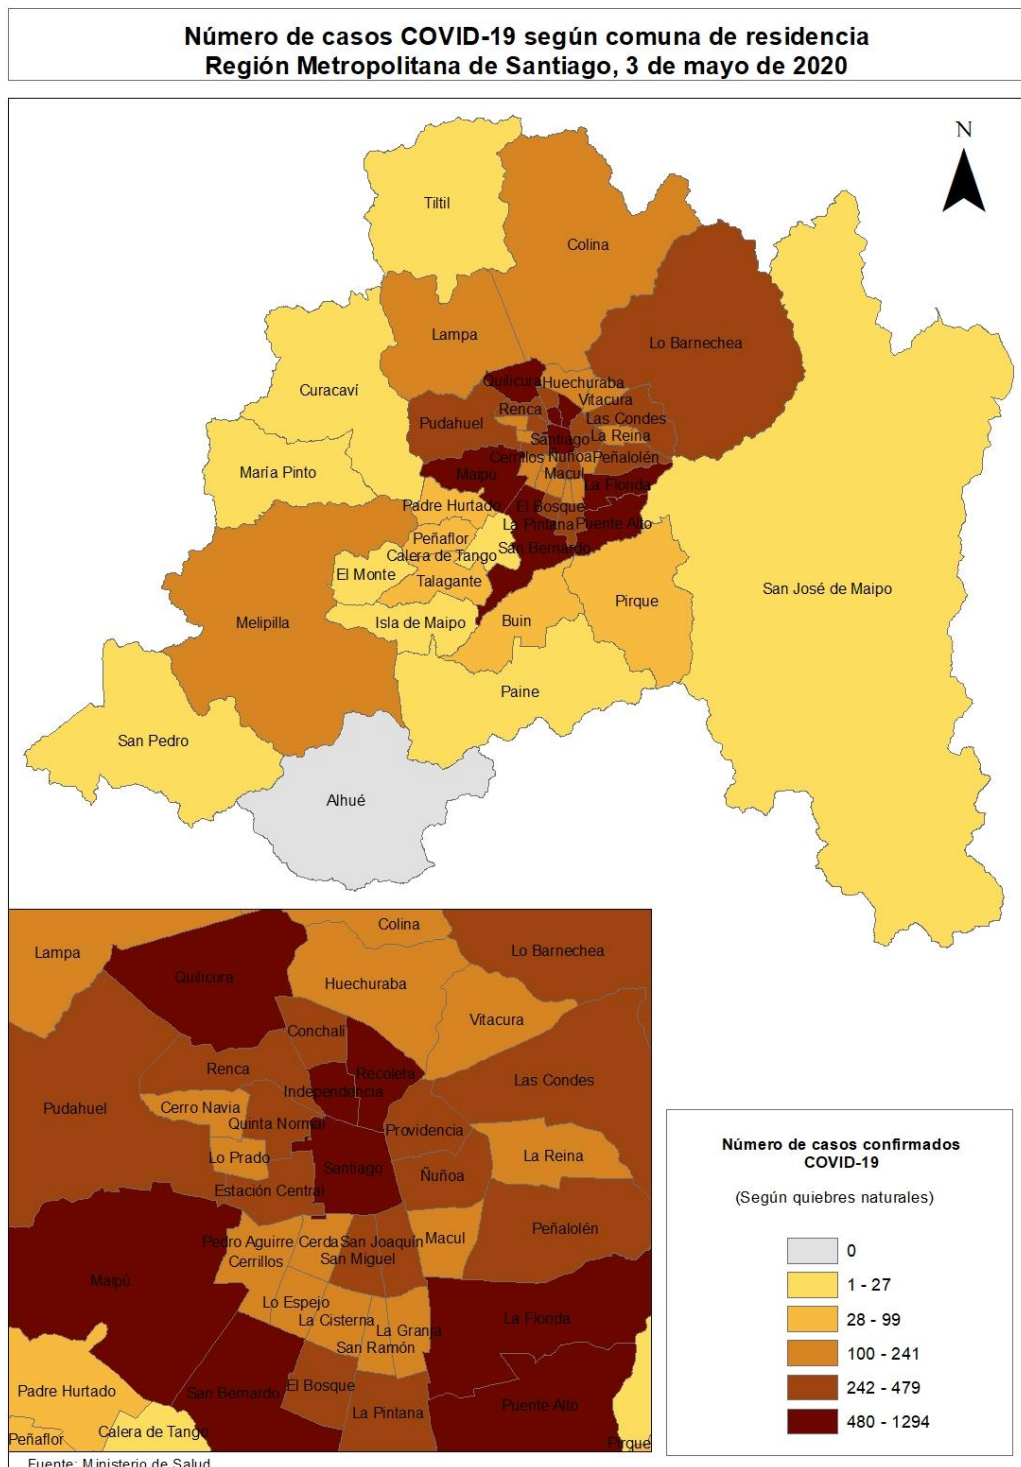 Número de casos COVID-19 según comuna de residencia
Región Metropolitana de Santiago, 3 de mayo de 2020
N
Tiltil
Colina
Lampa
Lo Barnechea
Curacaví
Quilicura
Huechuraba
Vitacura
Renca
Pudahuel
Las Condes
Santiago
La Reina
Cerrillos
Ñuñoa
Peñalolén
María Pinto
Maipú
Macul
La Florida
Padre Hurtado
El Bosque
La Pintana
Puente Alto
Peñaflor
Calera de Tango
San Bernardo
El Monte
Talagante
San José de Maipo
Pirque
Melipilla
Isla de Maipo
Buin
Paine
San Pedro
Alhué
Colina
Lampa
Lo Barnechea
Quilicura
Huechuraba
Vitacura
Conchalí
Renca
Recoleta
Las Condes
Independencia
Pudahuel
Cerro Navia
Quinta Normal
Providencia
Lo Prado
Santiago
La Reina
Ñuñoa
Estación Central
Peñalolén
Pedro Aguirre Cerda
San Joaquín
Macul
Cerrillos
San Miguel
Maipú
Lo Espejo
La Cisterna
La Florida
La Granja
San Ramón
Padre Hurtado
San Bernardo
El Bosque
La Pintana
Puente Alto
Peñaflor
Calera de Tango
Pirque
Número de casos confirmados
COVID-19
(Según quiebres naturales)
0
1 - 27
28 - 99
100 - 241
242 - 479
480 - 1294
Fuente: Ministerio de Salud